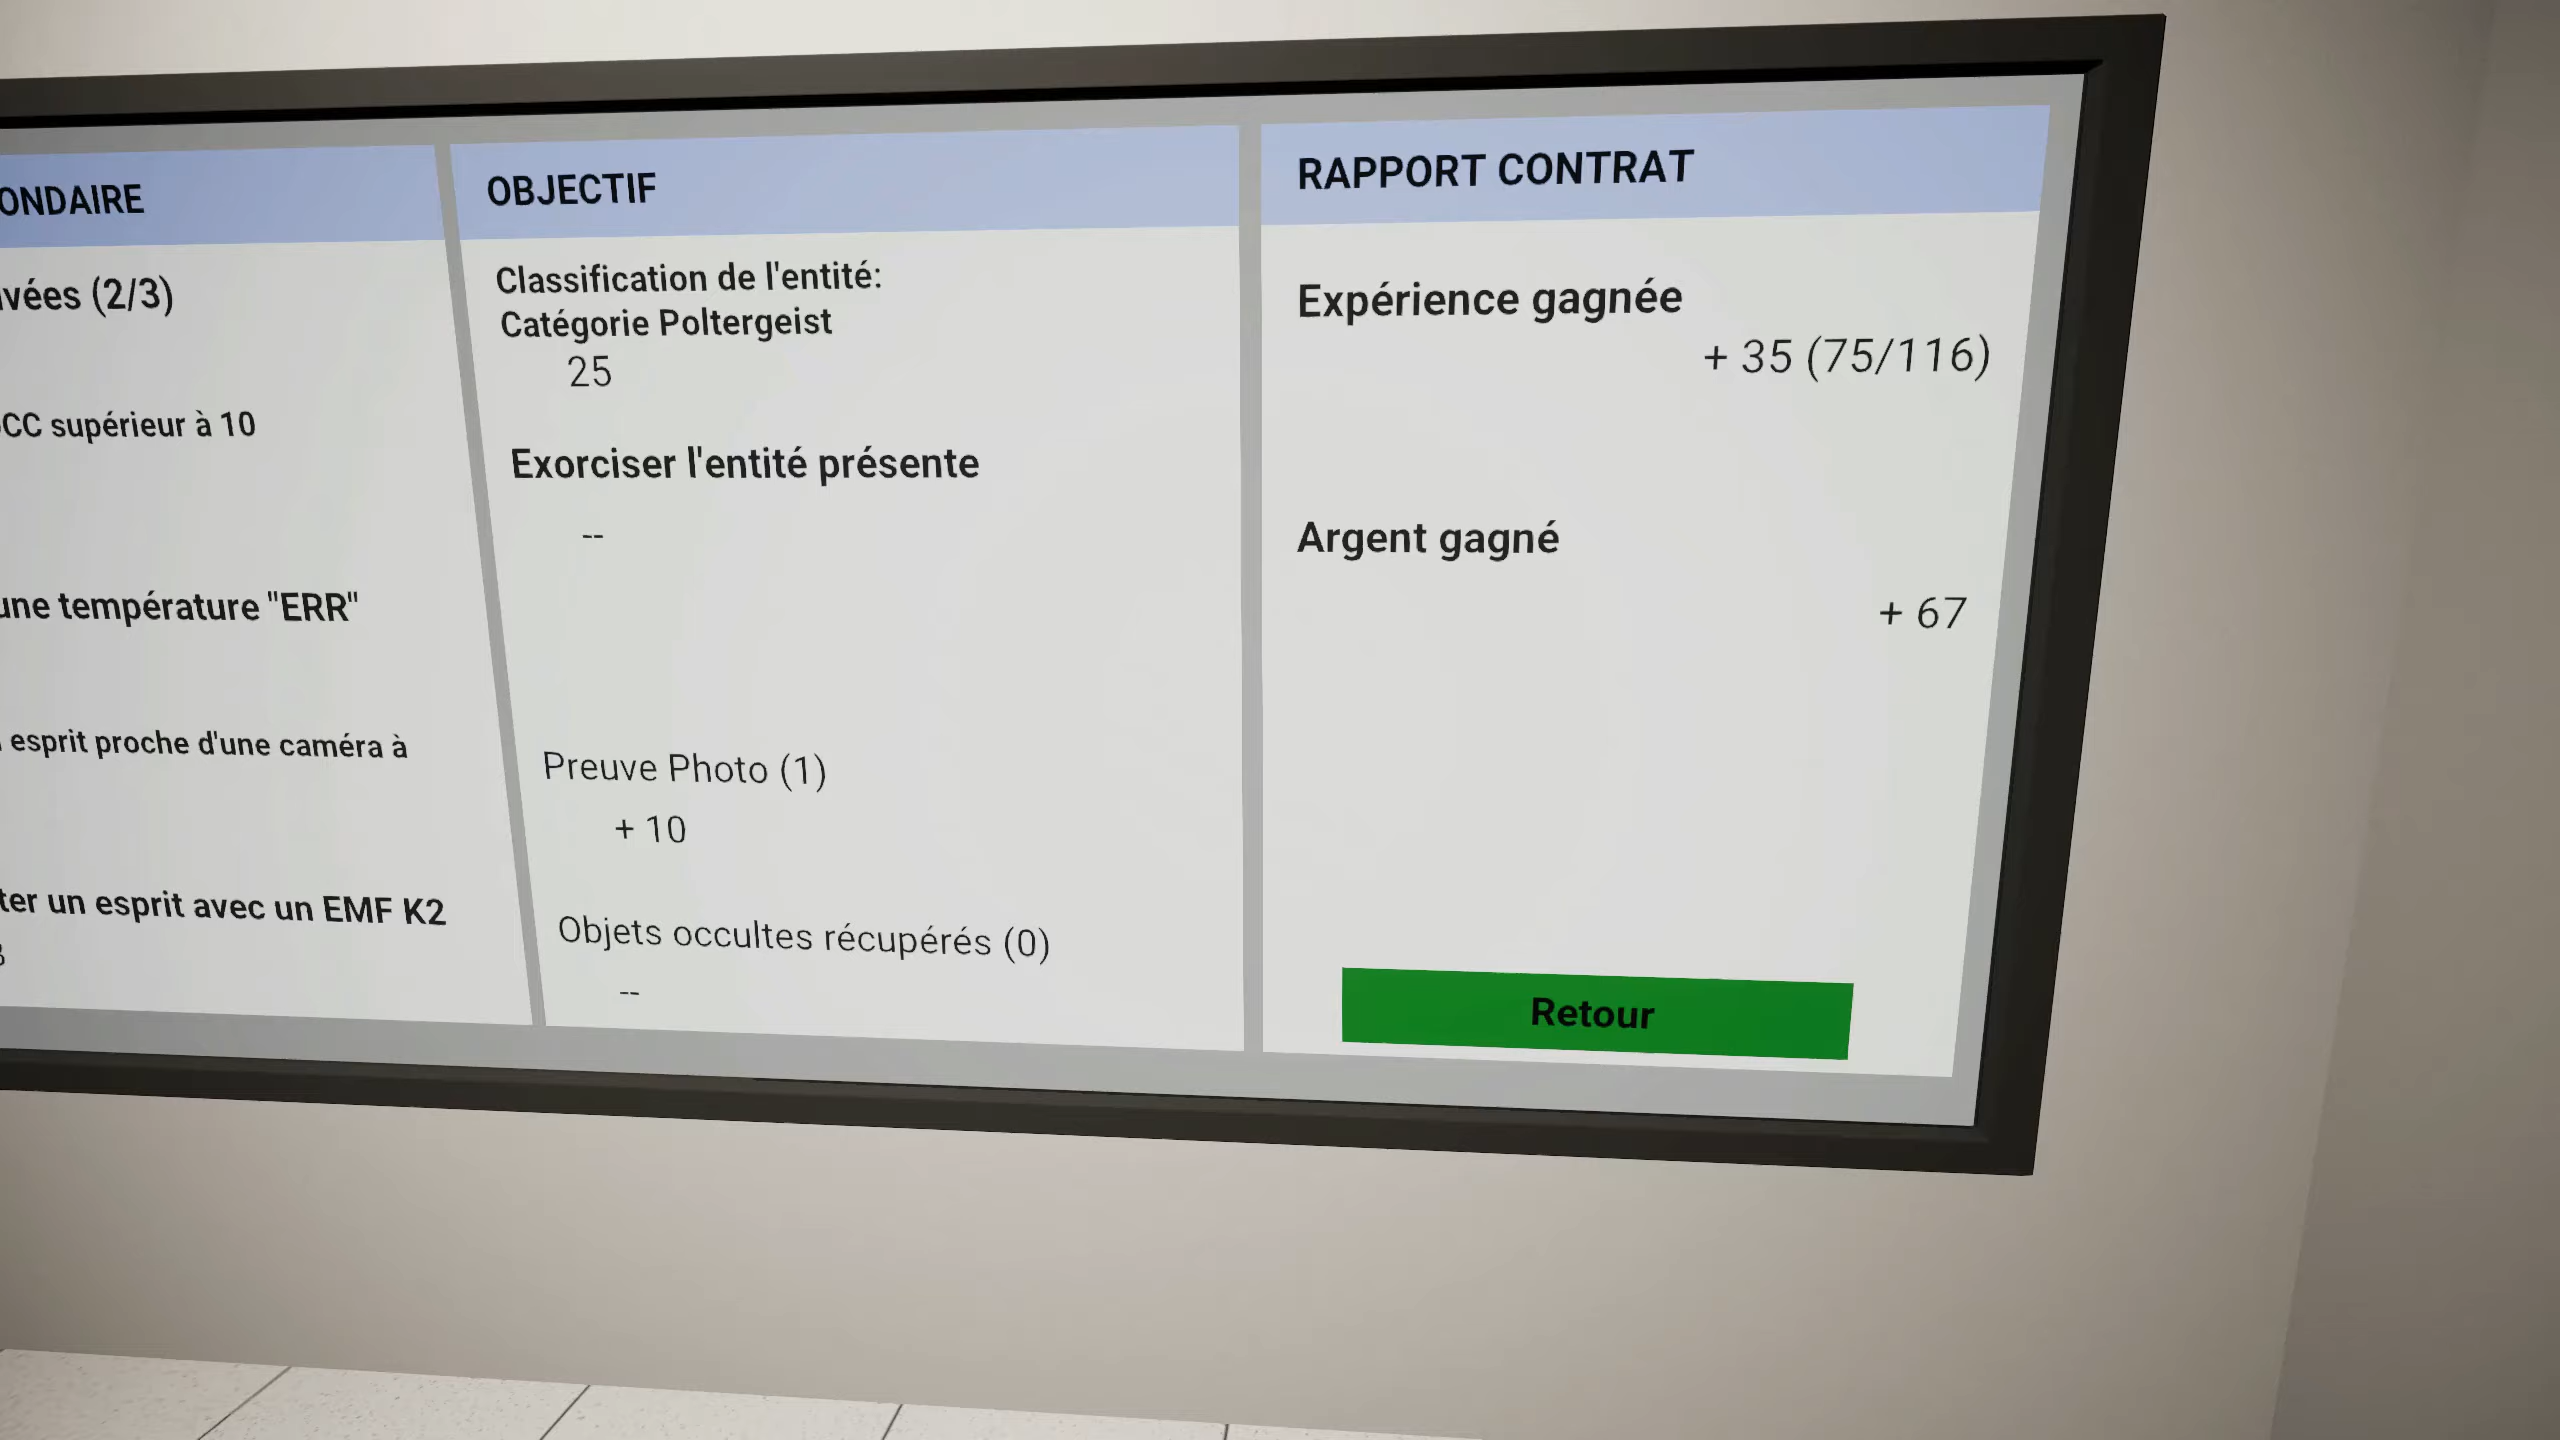 ONDAIRE
vées (2/3)
CC supérieur à 10
une température "ERR"
esprit proche d'une caméra à
ter un esprit avec un EMF K2
OBJECTIF
Classification de l'entité:
Catégorie Poltergeist
25
Exorciser l'entité présente
--
Preuve Photo (1)
+ 10
Objets occultes récupérés (0)
--
RAPPORT CONTRAT
Expérience gagnée
+ 35 (75/116)
Argent gagné
+ 67
Retour